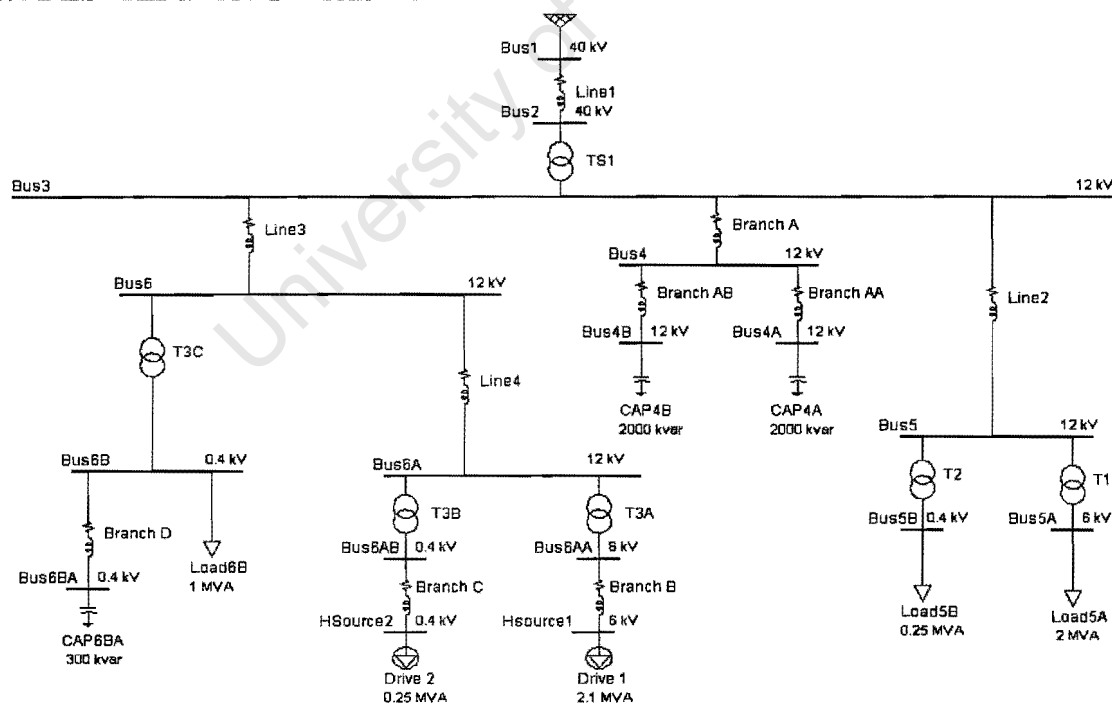 Bus1 40 kV
Line1
Bus2 40 kV
TS1
Bus3 12 kV
Line3
Branch A
Bus4 12 kV
Bus6 12 kV
Branch AB
Branch AA
Line2
Bus4B 12 kV
Bus4A 12 kV
T3C
Line4
CAP4B
2000 kvar
CAP4A
2000 kvar
Bus5 12 kV
Bus6B 0.4 kV
Bus6A 12 kV
T2
T1
Branch D
T3B
T3A
Bus5B 0.4 kV
Bus5A 6 kV
Bus6AB 0.4 kV
Bus6AA 6 kV
Load6B
1 MVA
Bus6BA 0.4 kV
Branch C
Branch B
Load5B
0.25 MVA
Load5A
2 MVA
HSource2 0.4 kV
Hsource1 6 kV
CAP6BA
300 kvar
Drive 2
0.25 MVA
Drive 1
2.1 MVA
University of